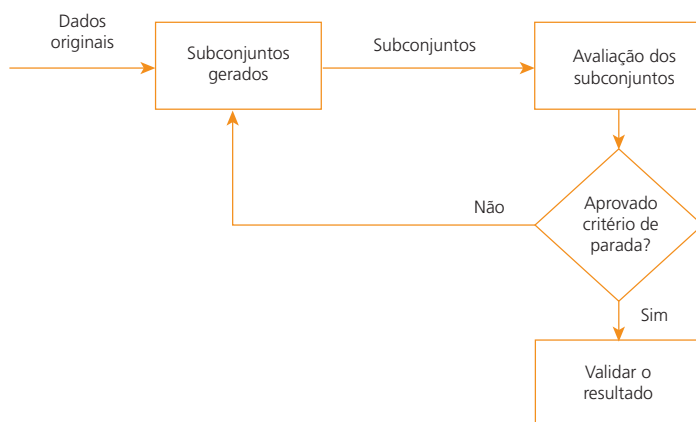 Dados
originais
Subconjuntos
gerados
Subconjuntos
Avaliação dos
subconjuntos
Aprovado
critério de
parada?
Não
Sim
Validar o
resultado